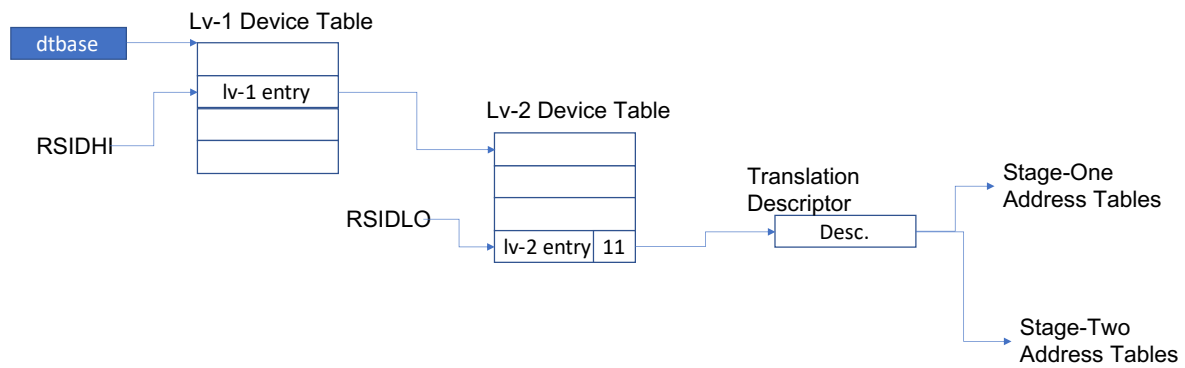 Lv-1 Device Table
dtbase
lv-1 entry
Lv-2 Device Table
RSIDHI
Translation
Descriptor
Stage-One
Address Tables
RSIDLO
Desc.
lv-2 entry 11
Stage-Two
Address Tables